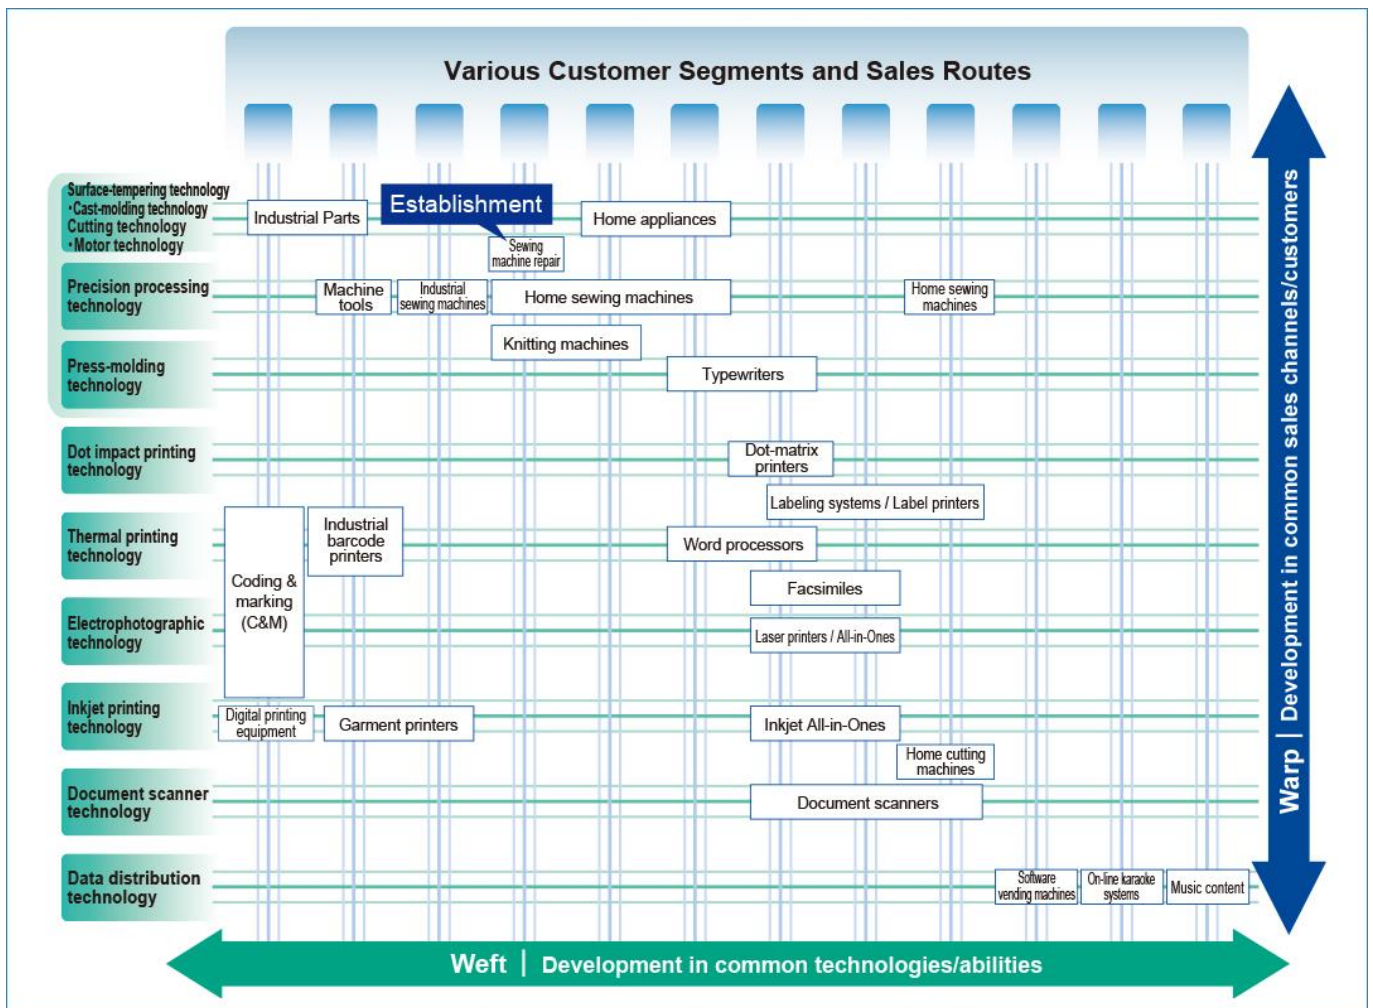 Various Customer Segments and Sales Routes
Surface-tempering technology
・Cast-molding technology
Cutting technology
・Motor technology
Industrial Parts
Establishment
Home appliances
Sewing
machine repair
Precision processing
technology
Machine
tools
Industrial
sewing machines
Home sewing machines
Home sewing
machines
Knitting machines
Press-molding
technology
Typewriters
Dot impact printing
technology
Dot-matrix
printers
Labeling systems / Label printers
Thermal printing
technology
Coding &
marking
(C&M)
Industrial
barcode
printers
Word processors
Facsimiles
Electrophotographic
technology
Laser printers / All-in-Ones
Inkjet printing
technology
Digital printing
equipment
Garment printers
Inkjet All-in-Ones
Home cutting
machines
Document scanner
technology
Document scanners
Data distribution
technology
Software
vending machines
On-line karaoke
systems
Music content
Weft | Development in common technologies/abilities
Warp | Development in common sales channels/customers